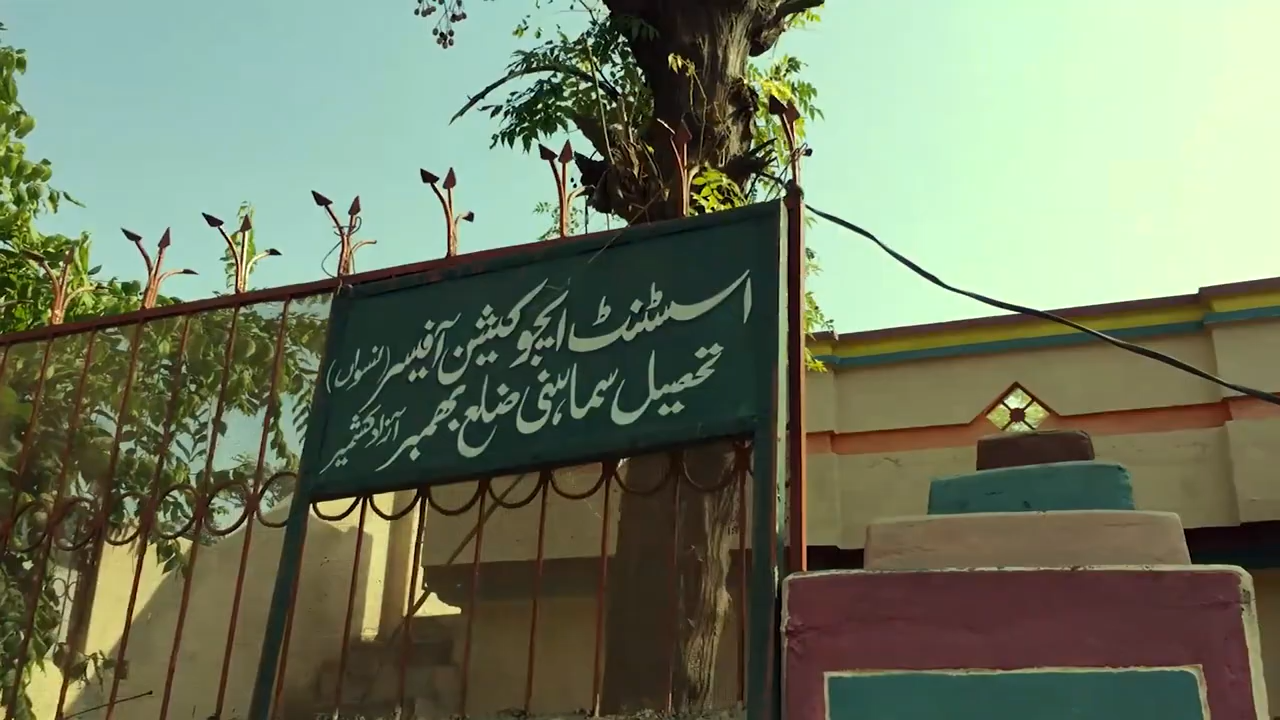 اسسٹنٹ ایجوکیشن آفیسر (نسواں)
تحصیل سماہنی ضلع بھمبر آزاد کشمیر